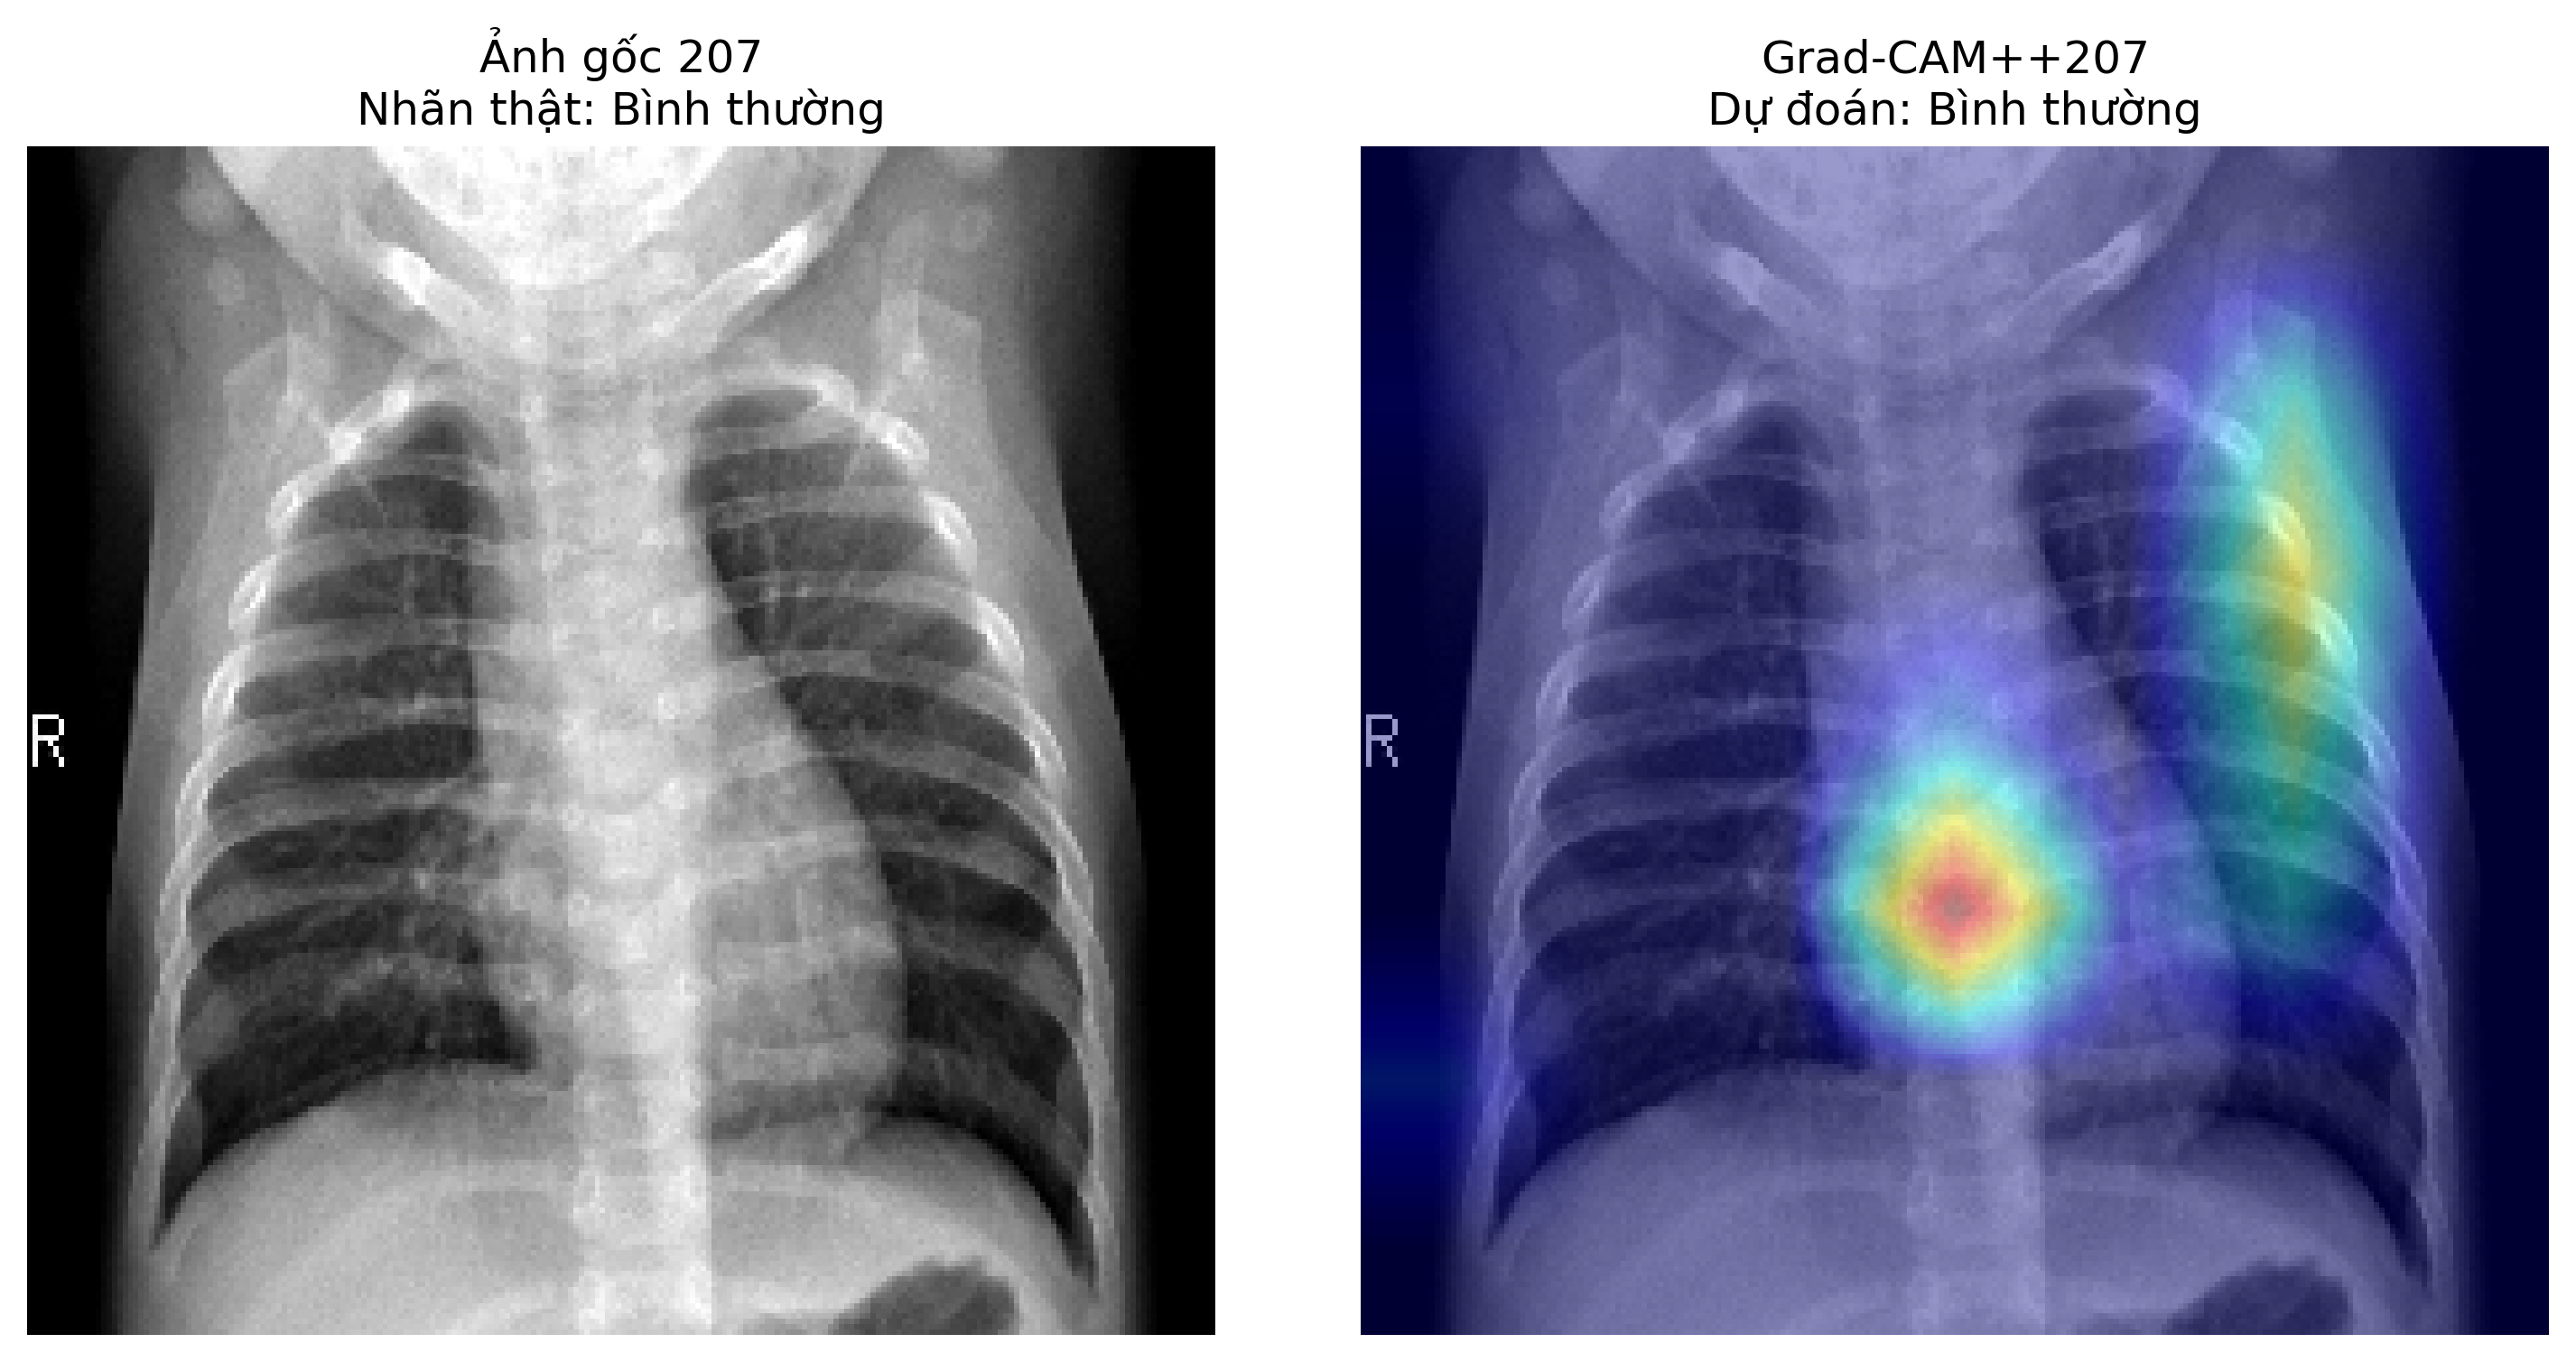 Ảnh gốc 207
Nhãn thật: Bình thường
Grad-CAM++207
Dự đoán: Bình thường
R
R